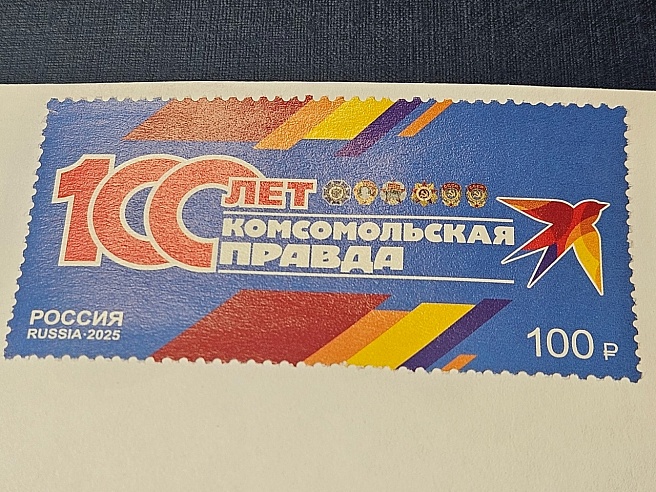 100 ЛЕТ
КОМСОМОЛЬСКАЯ
ПРАВДА
РОССИЯ
RUSSIA·2025
100 ₽